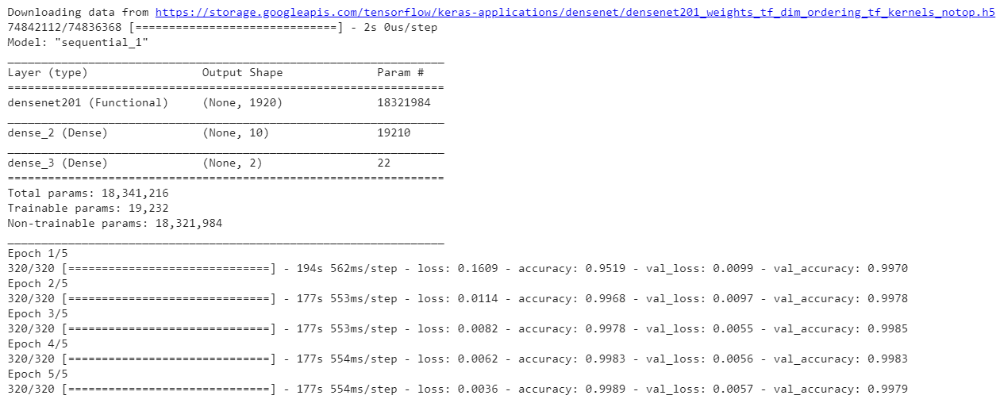 Downloading data from https://storage.googleapis.com/tensorflow/keras-applications/densenet/densenet201_weights_tf_dim_ordering_tf_kernels_notop.h5
74842112/74836368 [==============================] - 2s 0us/step
Model: "sequential_1"
_________________________________________________________________
Layer (type)                 Output Shape              Param #
=================================================================
densenet201 (Functional)     (None, 1920)              18321984
_________________________________________________________________
dense_2 (Dense)              (None, 10)                19210
_________________________________________________________________
dense_3 (Dense)              (None, 2)                 22
=================================================================
Total params: 18,341,216
Trainable params: 19,232
Non-trainable params: 18,321,984
_________________________________________________________________
Epoch 1/5
320/320 [==============================] - 194s 562ms/step - loss: 0.1609 - accuracy: 0.9519 - val_loss: 0.0099 - val_accuracy: 0.9970
Epoch 2/5
320/320 [==============================] - 177s 553ms/step - loss: 0.0114 - accuracy: 0.9968 - val_loss: 0.0097 - val_accuracy: 0.9978
Epoch 3/5
320/320 [==============================] - 177s 553ms/step - loss: 0.0082 - accuracy: 0.9978 - val_loss: 0.0055 - val_accuracy: 0.9985
Epoch 4/5
320/320 [==============================] - 177s 554ms/step - loss: 0.0062 - accuracy: 0.9983 - val_loss: 0.0056 - val_accuracy: 0.9983
Epoch 5/5
320/320 [==============================] - 177s 554ms/step - loss: 0.0036 - accuracy: 0.9989 - val_loss: 0.0057 - val_accuracy: 0.9979